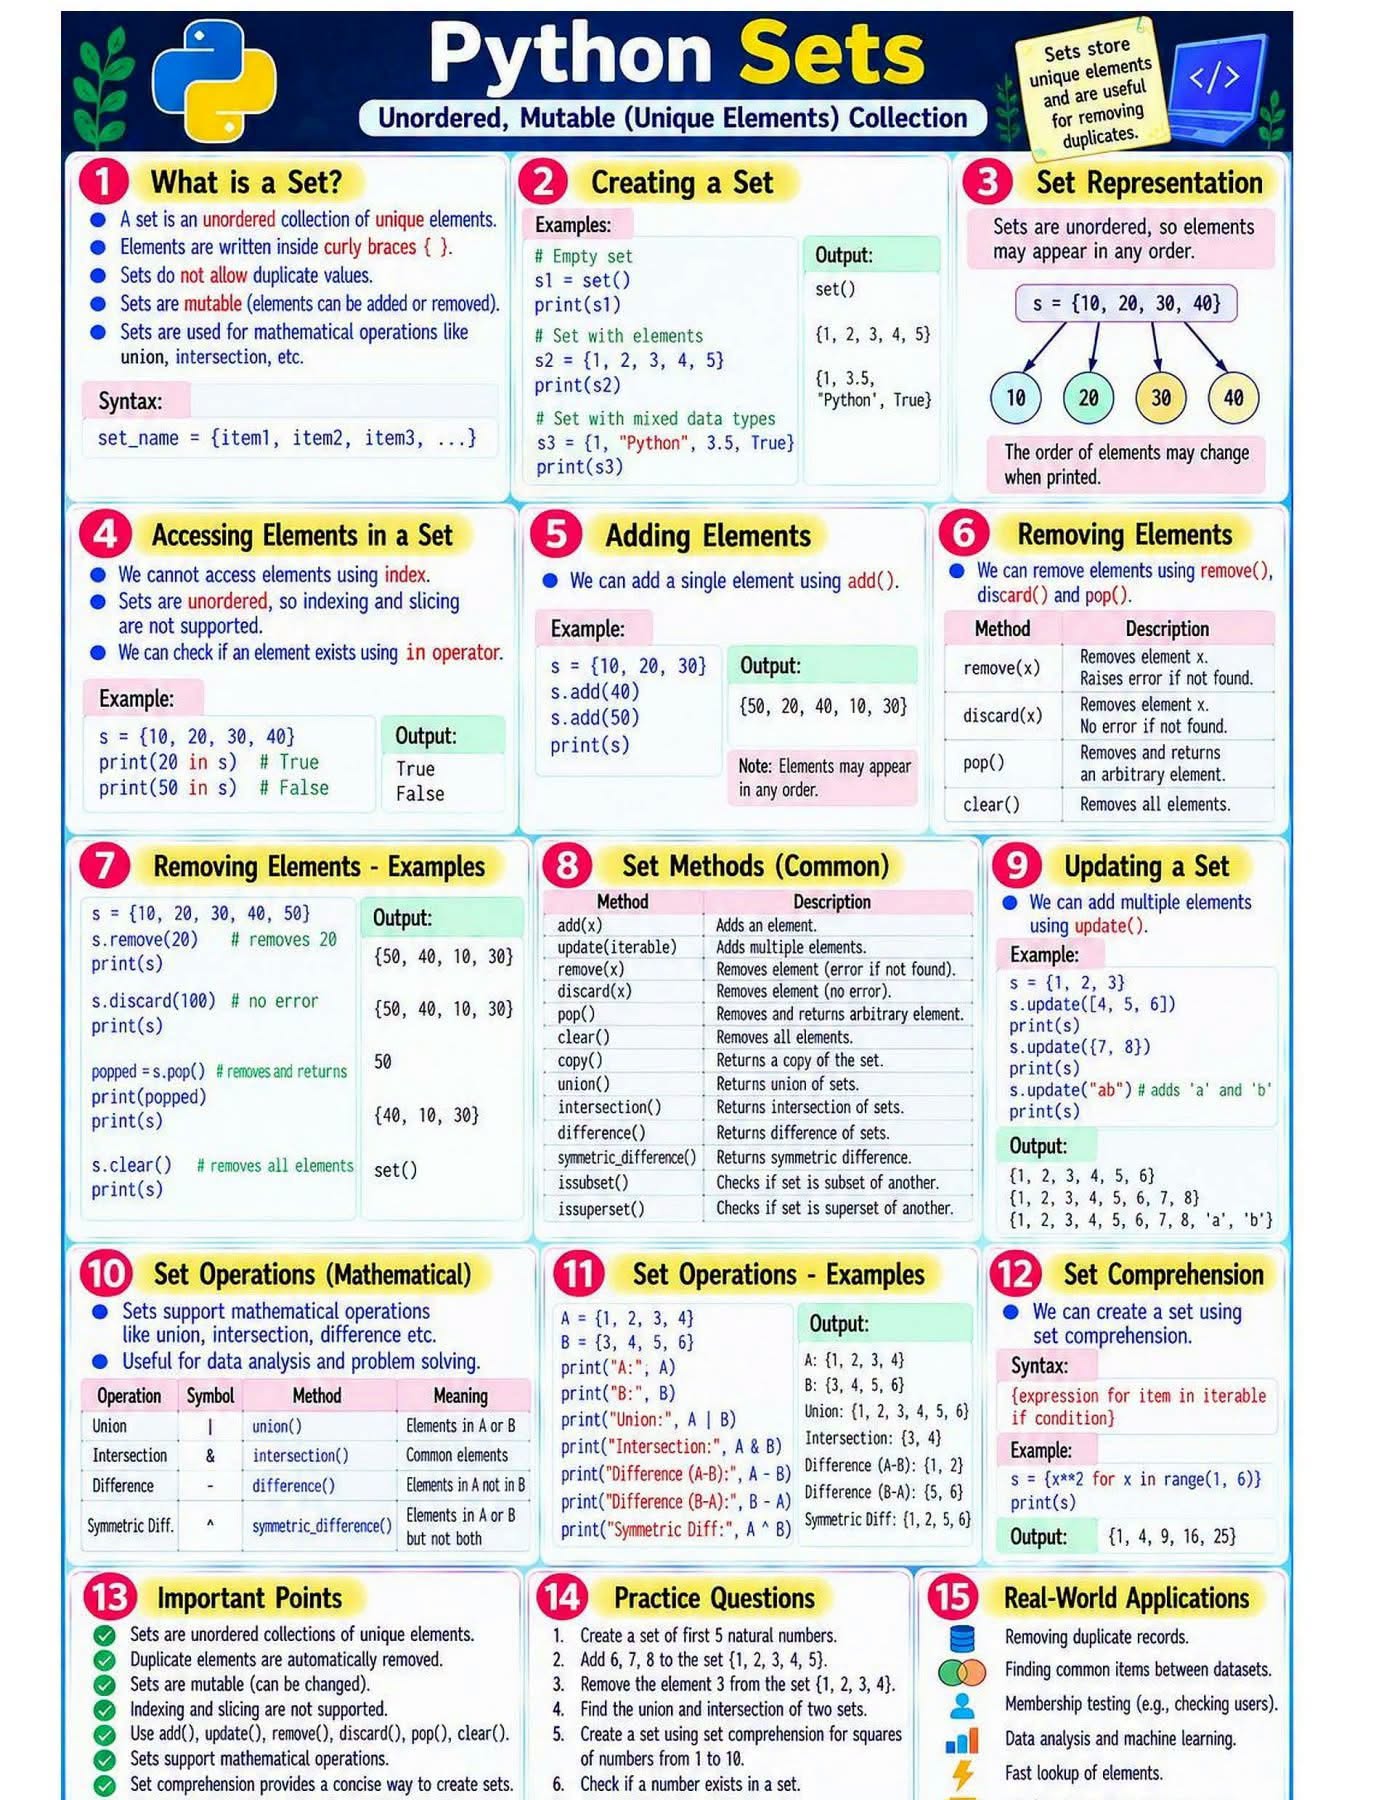 Python Sets
Unordered, Mutable (Unique Elements) Collection
Sets store
unique elements
and are useful
for removing
duplicates.
</>
1 What is a Set?
A set is an unordered collection of unique elements.
Elements are written inside curly braces { }.
Sets do not allow duplicate values.
Sets are mutable (elements can be added or removed).
Sets are used for mathematical operations like
union, intersection, etc.
Syntax:
set_name = {item1, item2, item3, ...}
2 Creating a Set
Examples:
# Empty set
s1 = set()
print(s1)
# Set with elements
s2 = {1, 2, 3, 4, 5}
print(s2)
# Set with mixed data types
s3 = {1, "Python", 3.5, True}
print(s3)
Output:
set()
{1, 2, 3, 4, 5}
{1, 3.5,
"Python', True}
3 Set Representation
Sets are unordered, so elements
may appear in any order.
s = {10, 20, 30, 40}
10 20 30 40
The order of elements may change
when printed.
4 Accessing Elements in a Set
We cannot access elements using index.
Sets are unordered, so indexing and slicing
are not supported.
We can check if an element exists using in operator.
Example:
s = {10, 20, 30, 40}
print(20 in s) # True
print(50 in s) # False
Output:
True
False
5 Adding Elements
We can add a single element using add().
Example:
s = {10, 20, 30}
s.add(40)
s.add(50)
print(s)
Output:
{50, 20, 40, 10, 30}
Note: Elements may appear
in any order.
6 Removing Elements
We can remove elements using remove(),
discard() and pop().
Method Description
remove(x) Removes element x.
Raises error if not found.
discard(x) Removes element x.
No error if not found.
pop() Removes and returns
an arbitrary element.
clear() Removes all elements.
7 Removing Elements - Examples
s = {10, 20, 30, 40, 50}
s.remove(20) # removes 20
print(s)
s.discard(100) # no error
print(s)
popped = s.pop() # removes and returns
print(popped)
print(s)
s.clear() # removes all elements
print(s)
Output:
{50, 40, 10, 30}
{50, 40, 10, 30}
50
{40, 10, 30}
set()
8 Set Methods (Common)
Method Description
add(x) Adds an element.
update(iterable) Adds multiple elements.
remove(x) Removes element (error if not found).
discard(x) Removes element (no error).
pop() Removes and returns arbitrary element.
clear() Removes all elements.
copy() Returns a copy of the set.
union() Returns union of sets.
intersection() Returns intersection of sets.
difference() Returns difference of sets.
symmetric_difference() Returns symmetric difference.
issubset() Checks if set is subset of another.
issuperset() Checks if set is superset of another.
9 Updating a Set
We can add multiple elements
using update().
Example:
s = {1, 2, 3}
s.update([4, 5, 6])
print(s)
s.update({7, 8})
print(s)
s.update("ab") # adds 'a' and 'b'
print(s)
Output:
{1, 2, 3, 4, 5, 6}
{1, 2, 3, 4, 5, 6, 7, 8}
{1, 2, 3, 4, 5, 6, 7, 8, 'a', 'b'}
10 Set Operations (Mathematical)
Sets support mathematical operations
like union, intersection, difference etc.
Useful for data analysis and problem solving.
Operation Symbol Method Meaning
Union | union() Elements in A or B
Intersection & intersection() Common elements
Difference - difference() Elements in A not in B
Symmetric Diff. ^ symmetric_difference() Elements in A or B
but not both
11 Set Operations - Examples
A = {1, 2, 3, 4}
B = {3, 4, 5, 6}
print("A:", A)
print("B:", B)
print("Union:", A | B)
print("Intersection:", A & B)
print("Difference (A-B):", A - B)
print("Difference (B-A):", B - A)
print("Symmetric Diff:", A ^ B)
Output:
A: {1, 2, 3, 4}
B: {3, 4, 5, 6}
Union: {1, 2, 3, 4, 5, 6}
Intersection: {3, 4}
Difference (A-B): {1, 2}
Difference (B-A): {5, 6}
Symmetric Diff: {1, 2, 5, 6}
12 Set Comprehension
We can create a set using
set comprehension.
Syntax:
{expression for item in iterable
if condition}
Example:
s = {x**2 for x in range(1, 6)}
print(s)
Output: {1, 4, 9, 16, 25}
13 Important Points
Sets are unordered collections of unique elements.
Duplicate elements are automatically removed.
Sets are mutable (can be changed).
Indexing and slicing are not supported.
Use add(), update(), remove(), discard(), pop(), clear().
Sets support mathematical operations.
Set comprehension provides a concise way to create sets.
14 Practice Questions
1. Create a set of first 5 natural numbers.
2. Add 6, 7, 8 to the set {1, 2, 3, 4, 5}.
3. Remove the element 3 from the set {1, 2, 3, 4}.
4. Find the union and intersection of two sets.
5. Create a set using set comprehension for squares
of numbers from 1 to 10.
6. Check if a number exists in a set.
15 Real-World Applications
Removing duplicate records.
Finding common items between datasets.
Membership testing (e.g., checking users).
Data analysis and machine learning.
Fast lookup of elements.